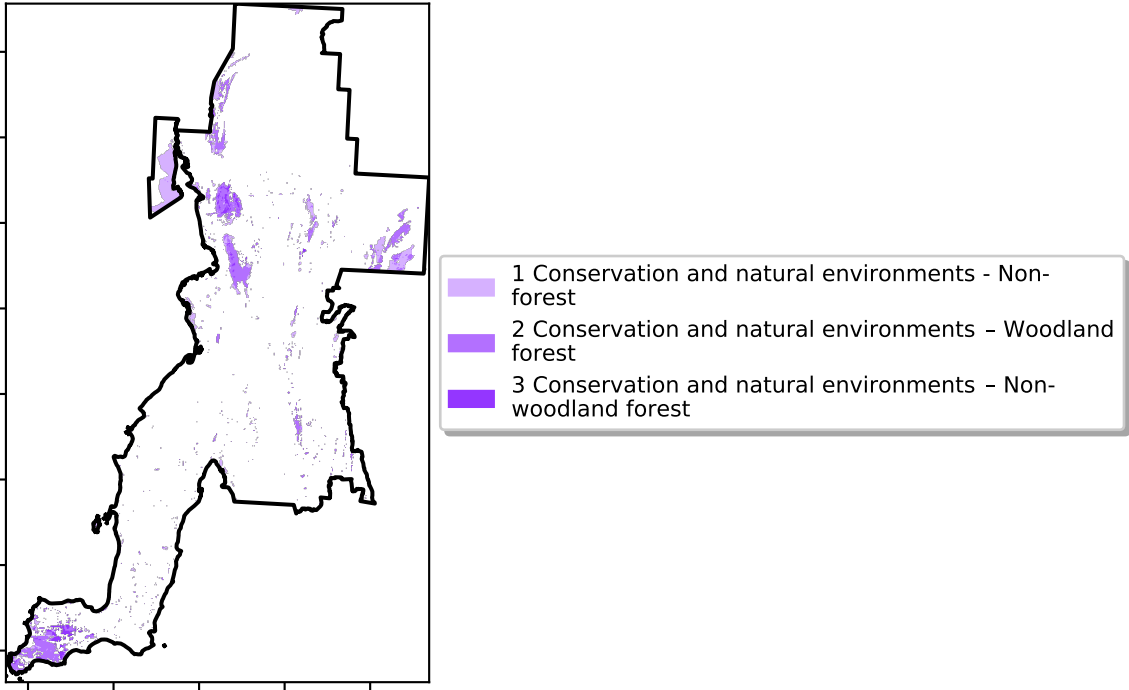 1 Conservation and natural environments - Non-
forest
2 Conservation and natural environments – Woodland
forest
3 Conservation and natural environments – Non-
woodland forest